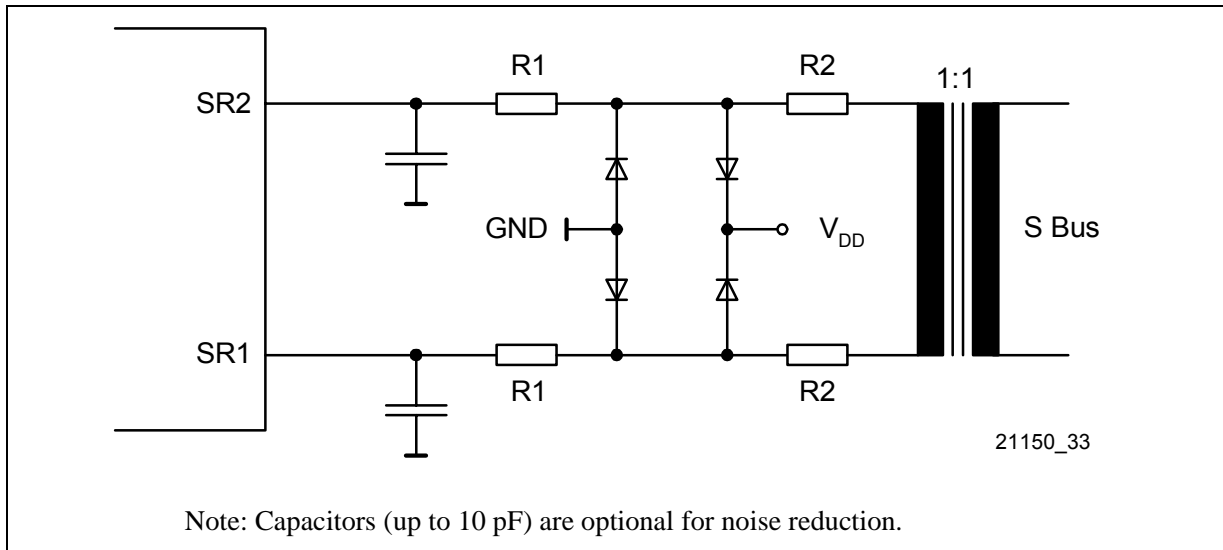 R1
R2
1:1
SR2
GND
V_DD
S Bus
SR1
R1
R2
21150_33
Note: Capacitors (up to 10 pF) are optional for noise reduction.